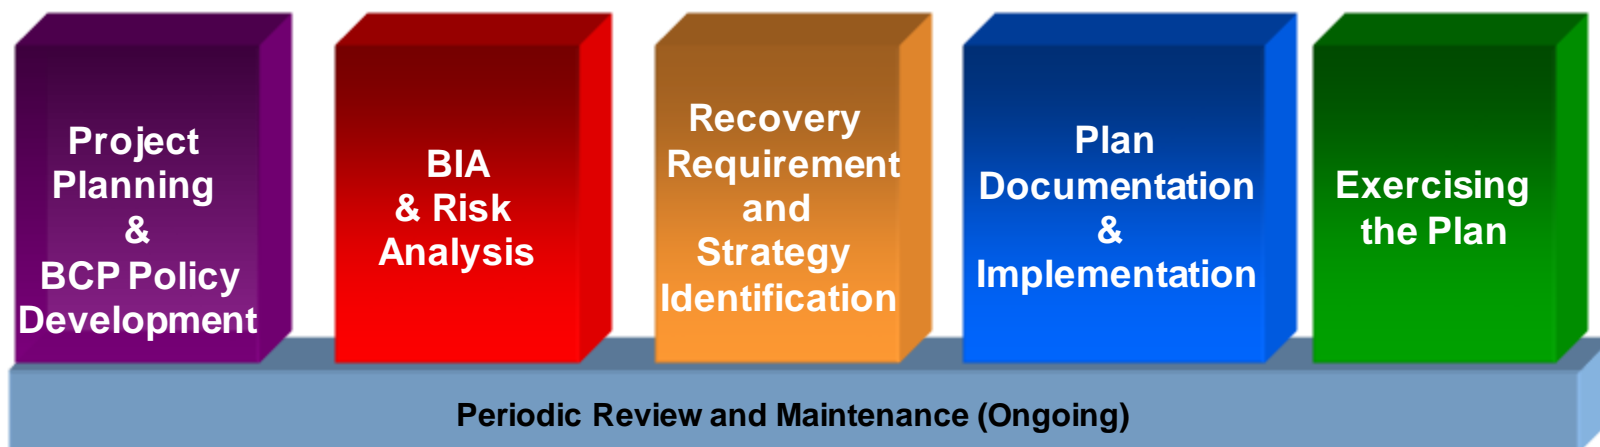 Project
Planning
&
BCP Policy
Development
BIA
& Risk
Analysis
Recovery
Requirement
and
Strategy
Identification
Plan
Documentation
&
Implementation
Exercising
the Plan
Periodic Review and Maintenance (Ongoing)